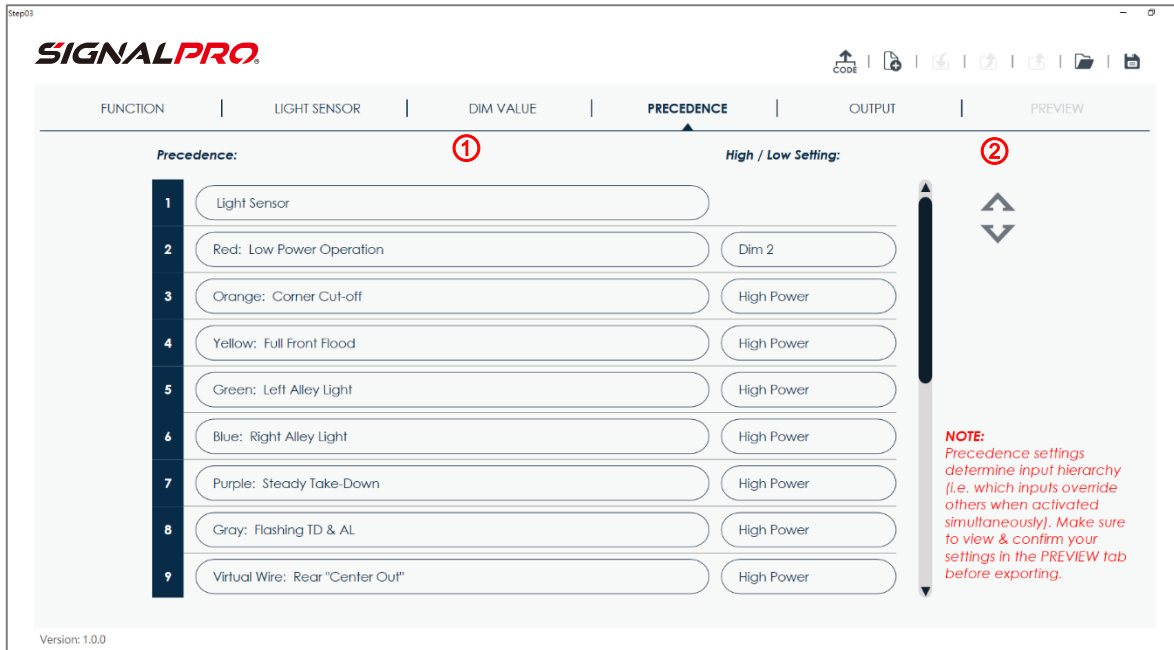 Step03
SIGNALPRO®
CODE
FUNCTION
LIGHT SENSOR
DIM VALUE
PRECEDENCE
OUTPUT
PREVIEW
Precedence:
1
High / Low Setting:
2
1 Light Sensor
2 Red: Low Power Operation Dim 2
3 Orange: Corner Cut-off High Power
4 Yellow: Full Front Flood High Power
5 Green: Left Alley Light High Power
6 Blue: Right Alley Light High Power
7 Purple: Steady Take-Down High Power
8 Gray: Flashing TD & AL High Power
9 Virtual Wire: Rear "Center Out" High Power
NOTE:
Precedence settings
determine input hierarchy
(i.e. which inputs override
others when activated
simultaneously). Make sure
to view & confirm your
settings in the PREVIEW tab
before exporting.
Version: 1.0.0